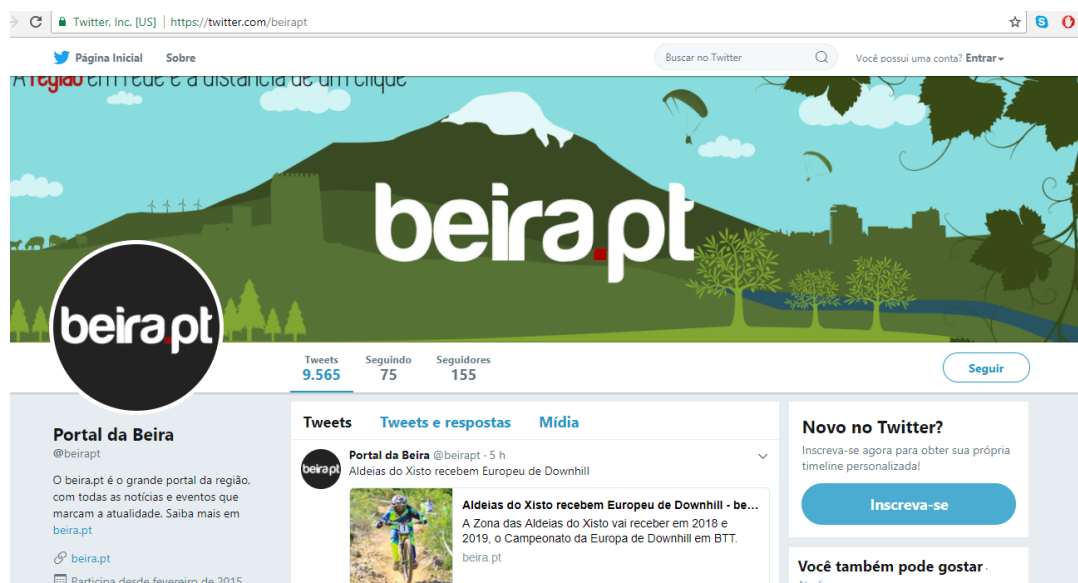 Twitter, Inc. [US] | https://twitter.com/beirapt
Página Inicial Sobre
Buscar no Twitter
Você possui uma conta? Entrar
A região em rede e à distância de um clique
beira.pt
beira.pt
Tweets Seguindo Seguidores
9.565 75 155
Seguir
Portal da Beira
@beirapt
O beira.pt é o grande portal da região,
com todas as notícias e eventos que
marcam a atualidade. Saiba mais em
beira.pt
beira.pt
Participa desde fevereiro de 2015
Tweets Tweets e respostas Mídia
beira.pt
Portal da Beira @beirapt · 5 h
Aldeias do Xisto recebem Europeu de Downhill
Aldeias do Xisto recebem Europeu de Downhill - be...
A Zona das Aldeias do Xisto vai receber em 2018 e
2019, o Campeonato da Europa de Downhill em BTT.
beira.pt
Novo no Twitter?
Inscreva-se agora para obter sua própria
timeline personalizada!
Inscreva-se
Você também pode gostar